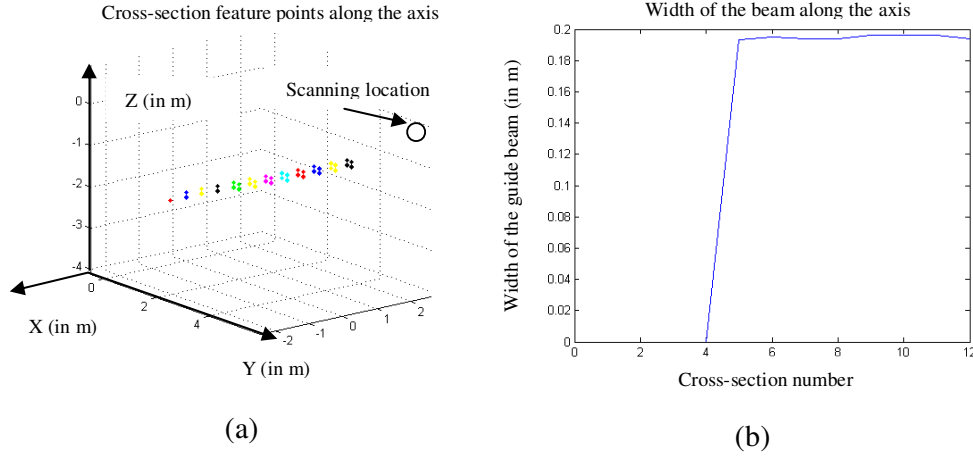 Cross-section feature points along the axis
Z (in m)
Scanning location
0
-1
-2
-3
-4
0
2
4
-2
-1
0
1
2
X (in m)
Y (in m)
(a)
Width of the beam along the axis
Width of the guide beam (in m)
0.2
0.18
0.16
0.14
0.12
0.1
0.08
0.06
0.04
0.02
0
0 2 4 6 8 10 12
Cross-section number
(b)